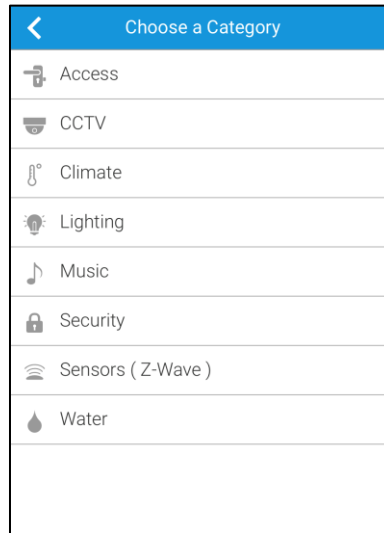 Choose a Category
Access
CCTV
Climate
Lighting
Music
Security
Sensors ( Z-Wave )
Water